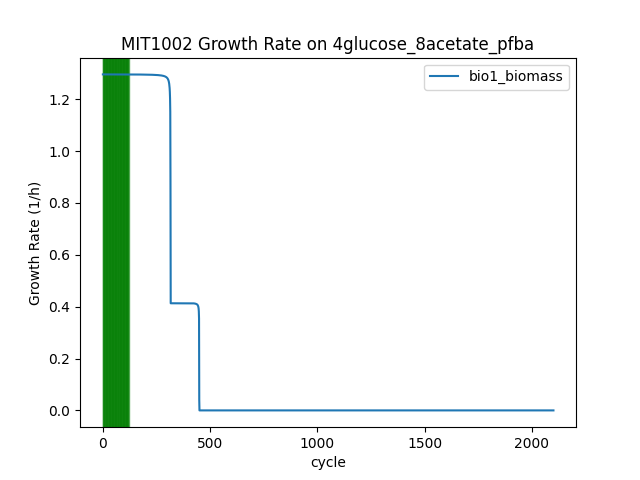 MIT1002 Growth Rate on 4glucose_8acetate_pfba
bio1_biomass
Growth Rate (1/h)
1.2
1.0
0.8
0.6
0.4
0.2
0.0
0 500 1000 1500 2000
cycle